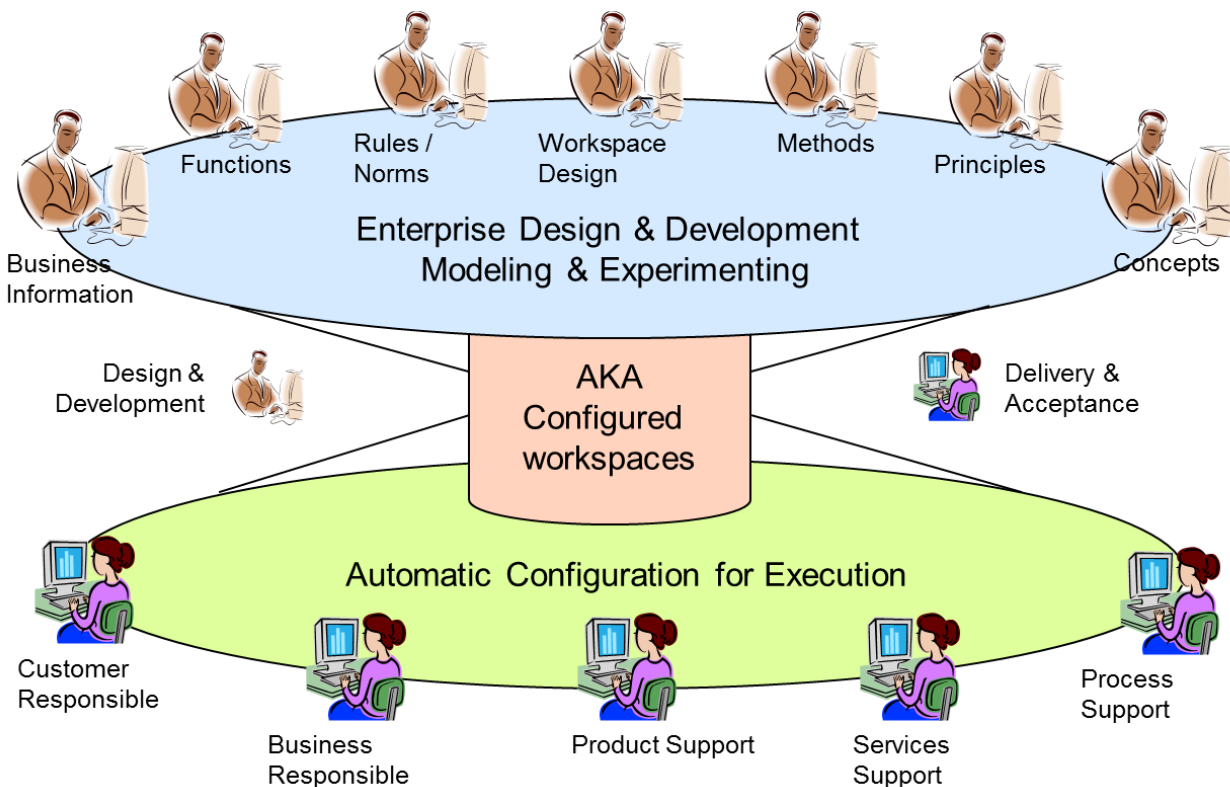 Functions
Rules /
Norms
Workspace
Design
Methods
Principles
Business
Information
Concepts
Enterprise Design & Development
Modeling & Experimenting
Design &
Development
AKA
Configured
workspaces
Delivery &
Acceptance
Automatic Configuration for Execution
Customer
Responsible
Business
Responsible
Product Support
Services
Support
Process
Support